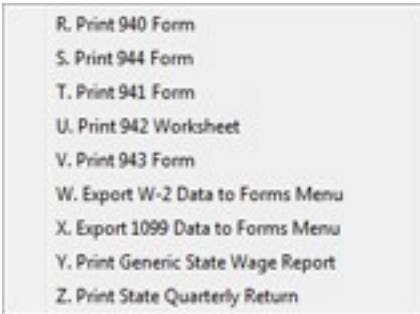 R. Print 940 Form
S. Print 944 Form
T. Print 941 Form
U. Print 942 Worksheet
V. Print 943 Form
W. Export W-2 Data to Forms Menu
X. Export 1099 Data to Forms Menu
Y. Print Generic State Wage Report
Z. Print State Quarterly Return